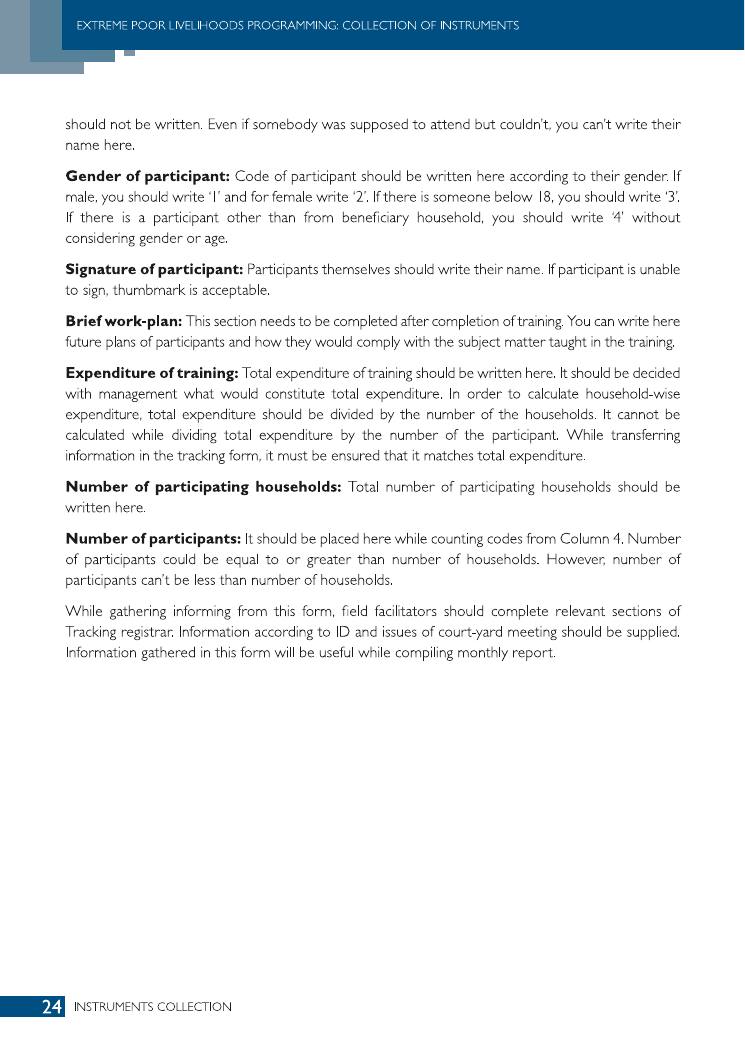 EXTREME POOR LIVELIHOODS PROGRAMMING: COLLECTION OF INSTRUMENTS
should not be written. Even if somebody was supposed to attend but couldn’t, you can’t write their
name here.
Gender of participant: Code of participant should be written here according to their gender. If
male, you should write ‘1’ and for female write ‘2’. If there is someone below 18, you should write ‘3’.
If there is a participant other than from beneficiary household, you should write ‘4’ without
considering gender or age.
Signature of participant: Participants themselves should write their name. If participant is unable
to sign, thumbmark is acceptable.
Brief work-plan: This section needs to be completed after completion of training. You can write here
future plans of participants and how they would comply with the subject matter taught in the training.
Expenditure of training: Total expenditure of training should be written here. It should be decided
with management what would constitute total expenditure. In order to calculate household-wise
expenditure, total expenditure should be divided by the number of the households. It cannot be
calculated while dividing total expenditure by the number of the participant. While transferring
information in the tracking form, it must be ensured that it matches total expenditure.
Number of participating households: Total number of participating households should be
written here.
Number of participants: It should be placed here while counting codes from Column 4. Number
of participants could be equal to or greater than number of households. However, number of
participants can’t be less than number of households.
While gathering informing from this form, field facilitators should complete relevant sections of
Tracking registrar. Information according to ID and issues of court-yard meeting should be supplied.
Information gathered in this form will be useful while compiling monthly report.
24 INSTRUMENTS COLLECTION